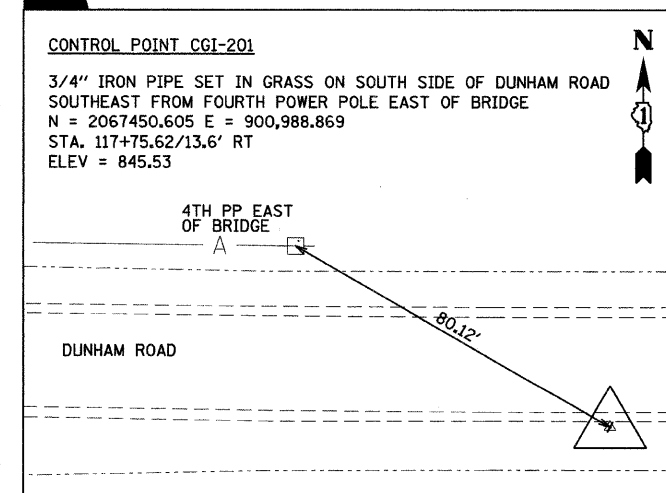 CONTROL POINT CGI-201
N
3/4" IRON PIPE SET IN GRASS ON SOUTH SIDE OF DUNHAM ROAD
SOUTHEAST FROM FOURTH POWER POLE EAST OF BRIDGE
N = 2067450.605 E = 900,988.869
1
STA. 117+75.62/13.6' RT
ELEV = 845.53
4TH PP EAST
OF BRIDGE
A
80.12'
DUNHAM ROAD